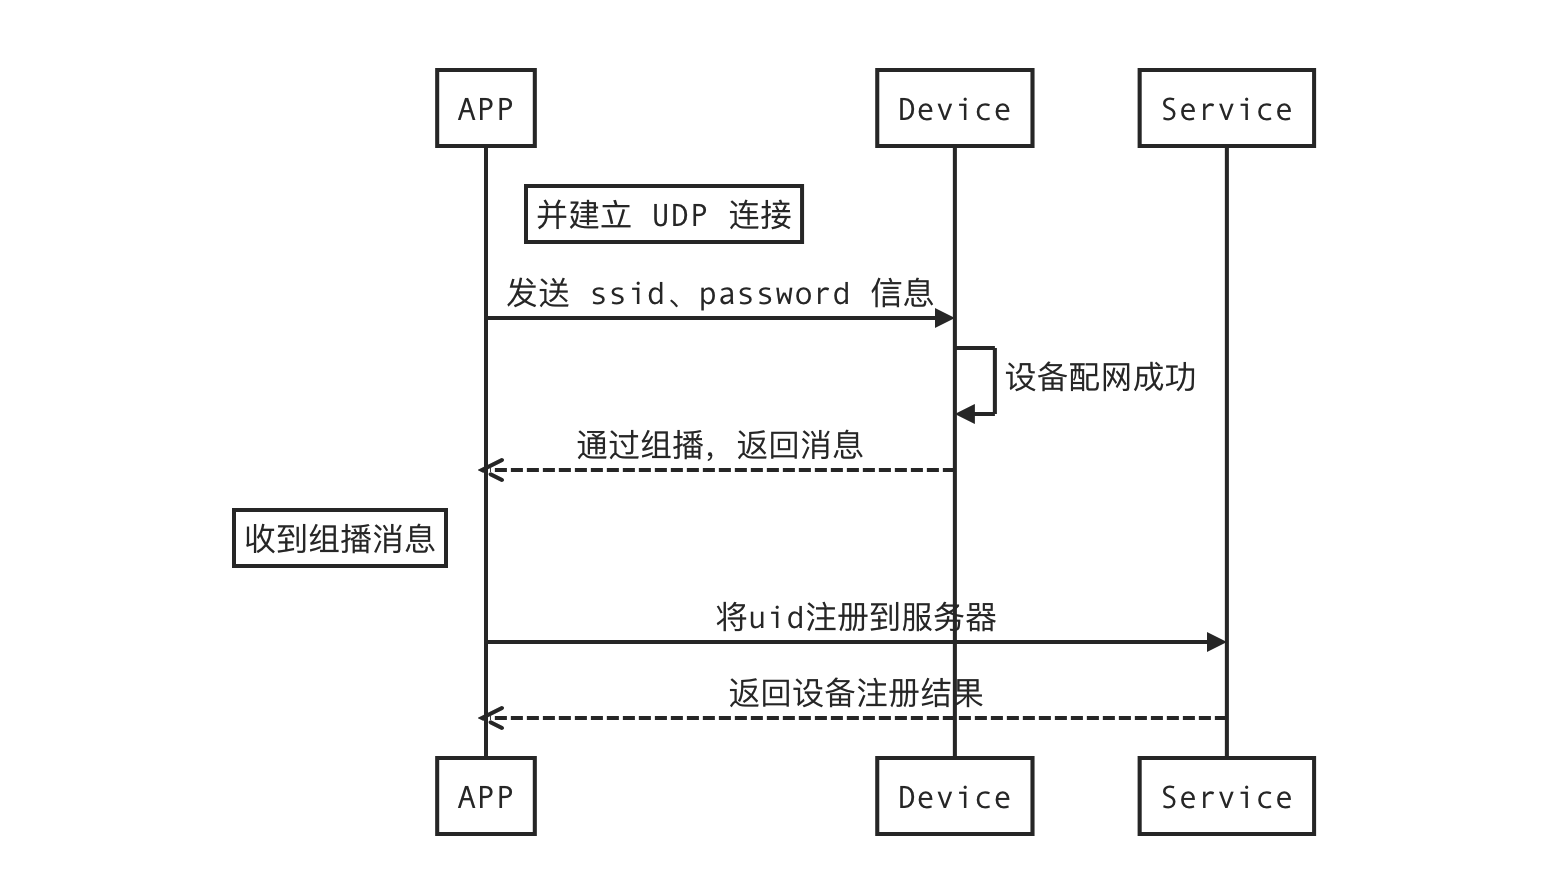 APP
Device
Service
并建立 UDP 连接
发送 ssid、password 信息
设备配网成功
通过组播，返回消息
收到组播消息
将uid注册到服务器
返回设备注册结果
APP
Device
Service